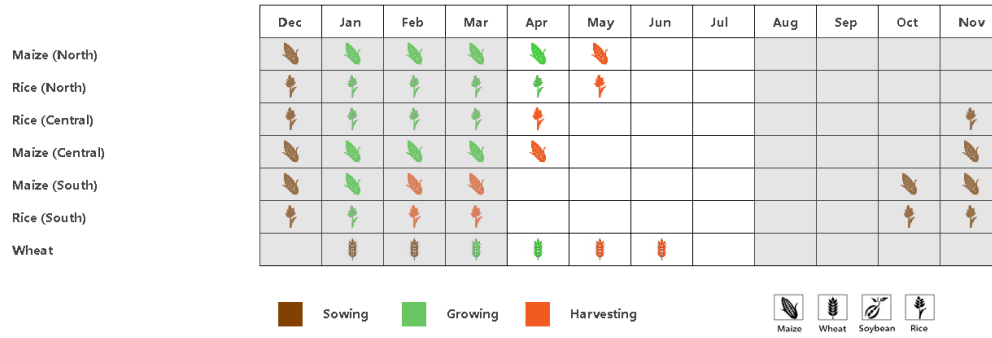 Dec Jan Feb Mar Apr May Jun Jul Aug Sep Oct Nov
Maize (North)
Rice (North)
Rice (Central)
Maize (Central)
Maize (South)
Rice (South)
Wheat
Sowing Growing Harvesting
Maize Wheat Soybean Rice